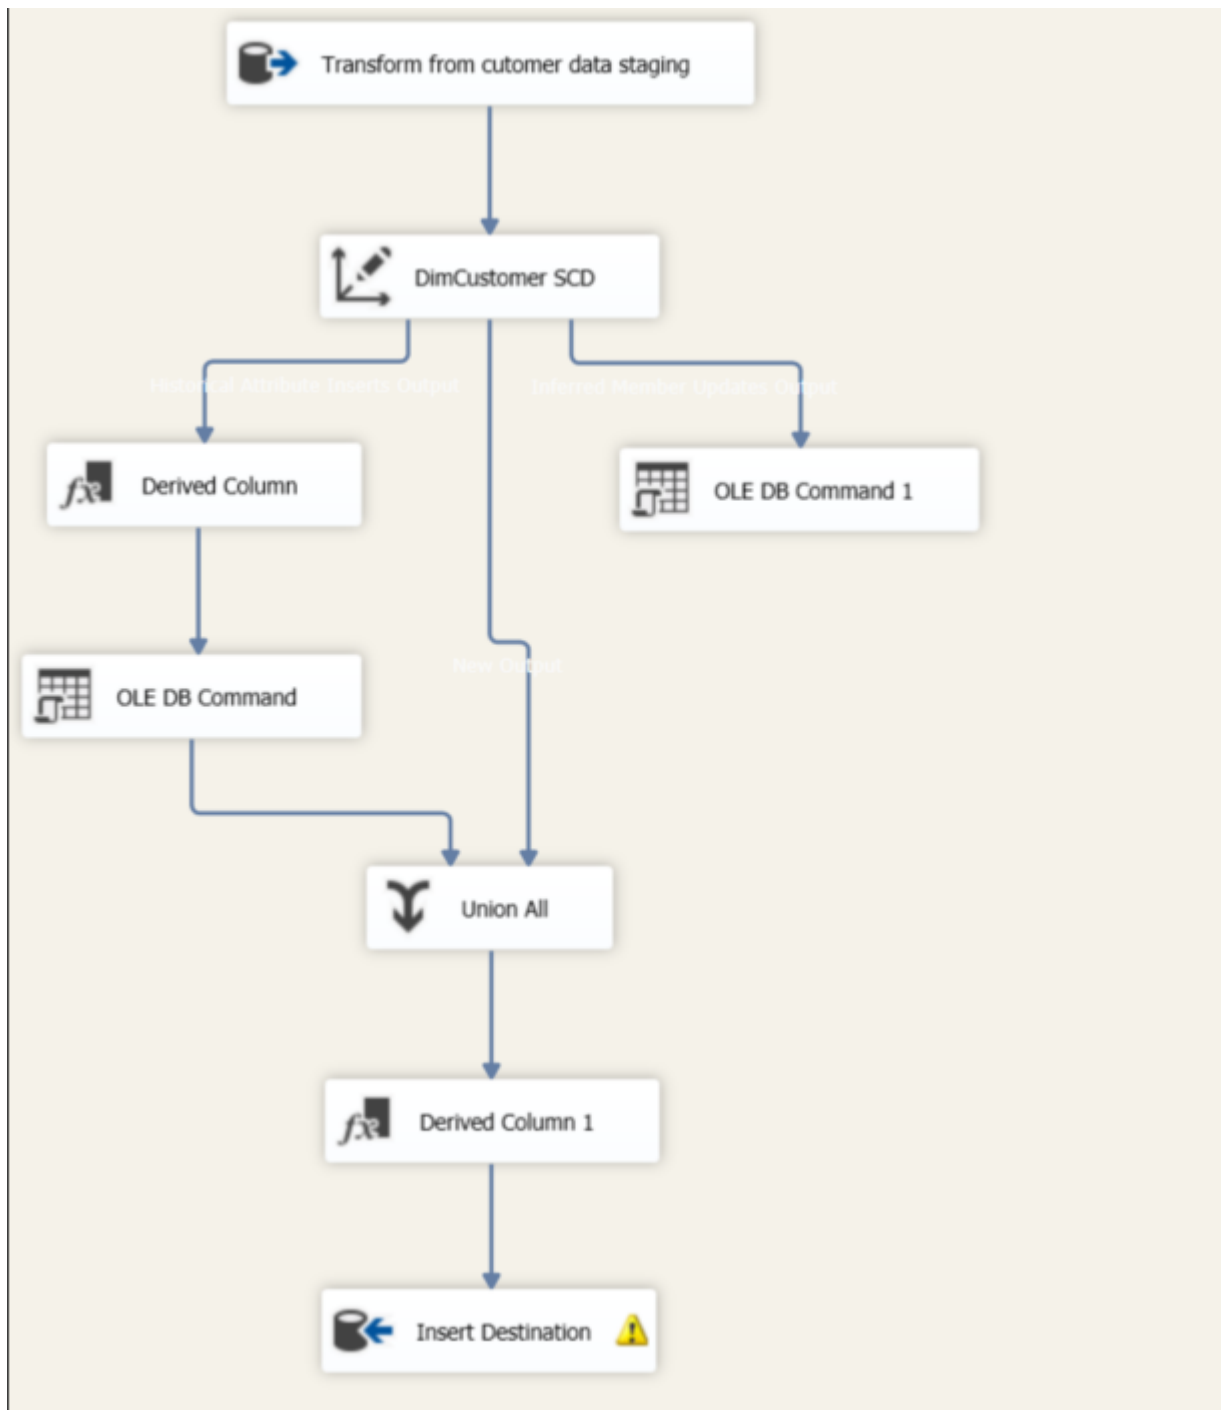 Transform from cutomer data staging
DimCustomer SCD
Historical Attribute Inserts Output
Inferred Member Updates Output
Derived Column
OLE DB Command 1
New Output
OLE DB Command
Union All
Derived Column 1
Insert Destination